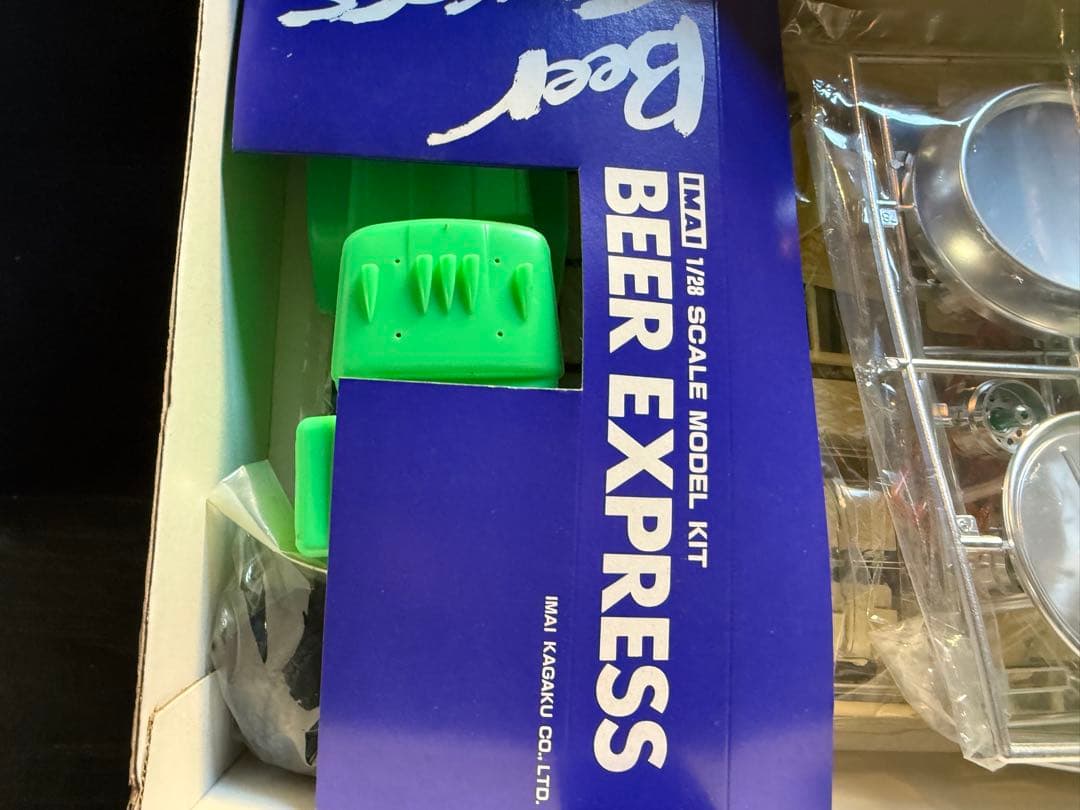 Beer
IMAI 1/28 SCALE MODEL KIT
BEER EXPRESS
IMAI KAGAKU CO., LTD.